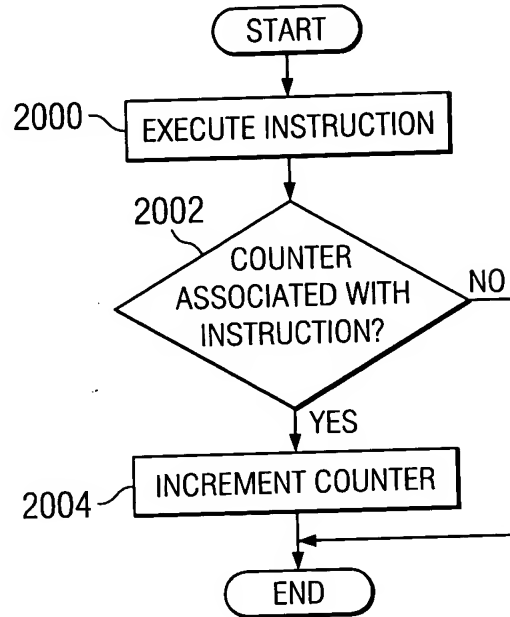 START
2000
EXECUTE INSTRUCTION
2002
COUNTER
ASSOCIATED WITH
INSTRUCTION?
NO
YES
2004
INCREMENT COUNTER
END